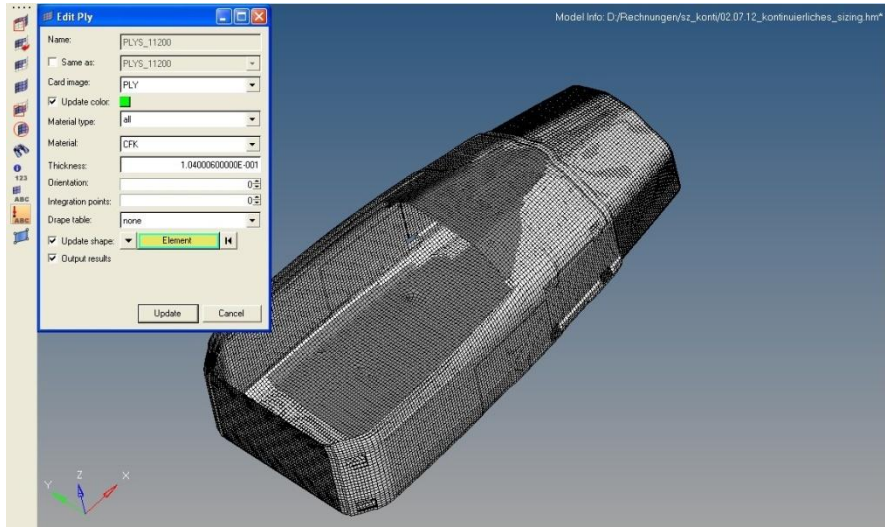 Edit Ply
Model Info: D:/Rechnungen/sz_konti/02.07.12_kontinuierliches_sizing.hm*
Name: PLYS_11200
Same as: PLYS_11200
Card image: PLY
Update color:
Material type: all
Material: CFK
Thickness: 1.04000600000E-001
Orientation: 0
Integration points: 0
Drape table: none
Update shape: Element
Output results
Update Cancel
123
ABC
ABC
Z
Y X